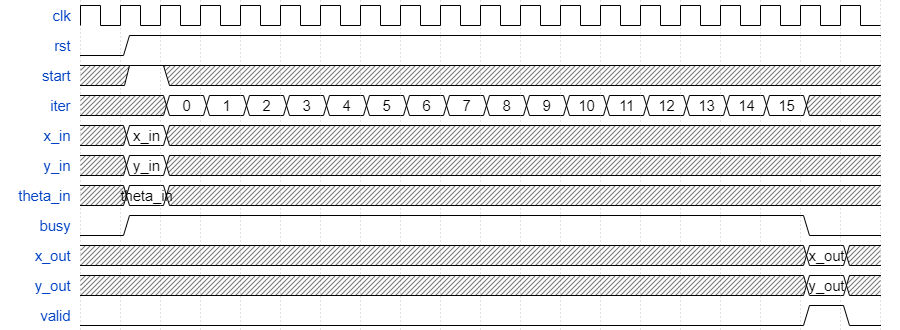 clk
rst
start
iter 0 1 2 3 4 5 6 7 8 9 10 11 12 13 14 15
x_in x_in
y_in y_in
theta_in theta_in
busy
x_out x_out
y_out y_out
valid